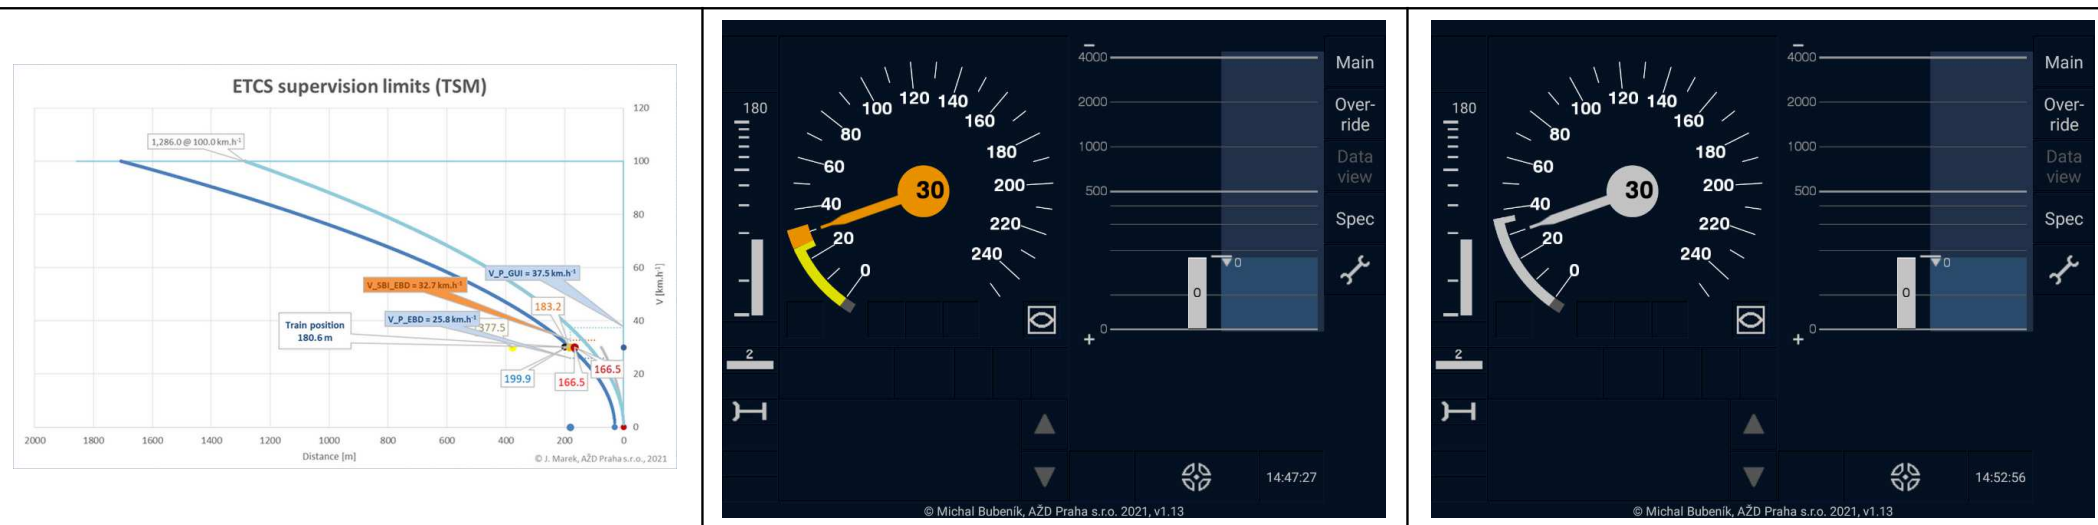 ETCS supervision limits (TSM)
120
1,286.0 @ 100.0 km.h-1
100
80
V_P_GUI = 37.5 km.h-1
60
V [km.h-1]
V_SBI_EBD = 32.7 km.h-1
183.2
V_P_EBD = 25.8 km.h-1
377.5
40
Train position
180.6 m
199.9
166.5
166.5
20
0
2000 1800 1600 1400 1200 1000 800 600 400 200 0
Distance [m]
© J. Marek, AŽD Praha s.r.o., 2021
180
2
0
20
40
60
80
100
120
140
160
180
200
220
240
30
4000
2000
1000
500
0
0
0
Main
Over-
ride
Data
view
Spec
14:47:27
© Michal Bubeník, AŽD Praha s.r.o. 2021, v1.13
180
2
0
20
40
60
80
100
120
140
160
180
200
220
240
30
4000
2000
1000
500
0
0
0
Main
Over-
ride
Data
view
Spec
14:52:56
© Michal Bubeník, AŽD Praha s.r.o. 2021, v1.13